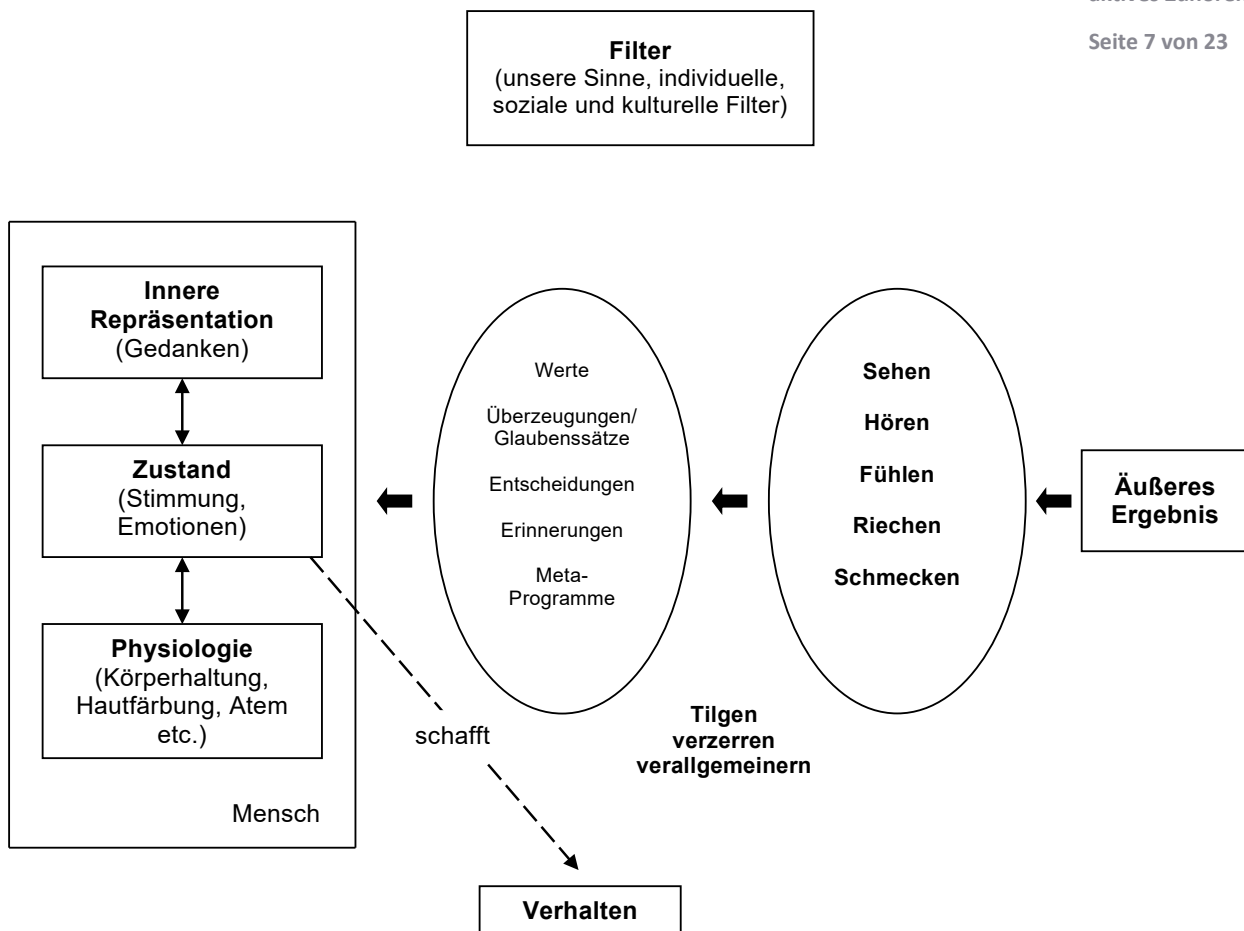 Seite 7 von 23
Filter
(unsere Sinne, individuelle,
soziale und kulturelle Filter)
Innere
Repräsentation
(Gedanken)
Zustand
(Stimmung,
Emotionen)
Physiologie
(Körperhaltung,
Hautfärbung, Atem
etc.)
Mensch
Werte
Überzeugungen/
Glaubenssätze
Entscheidungen
Erinnerungen
Meta-
Programme
Sehen
Hören
Fühlen
Riechen
Schmecken
Äußeres
Ergebnis
Tilgen
verzerren
verallgemeinern
schafft
Verhalten